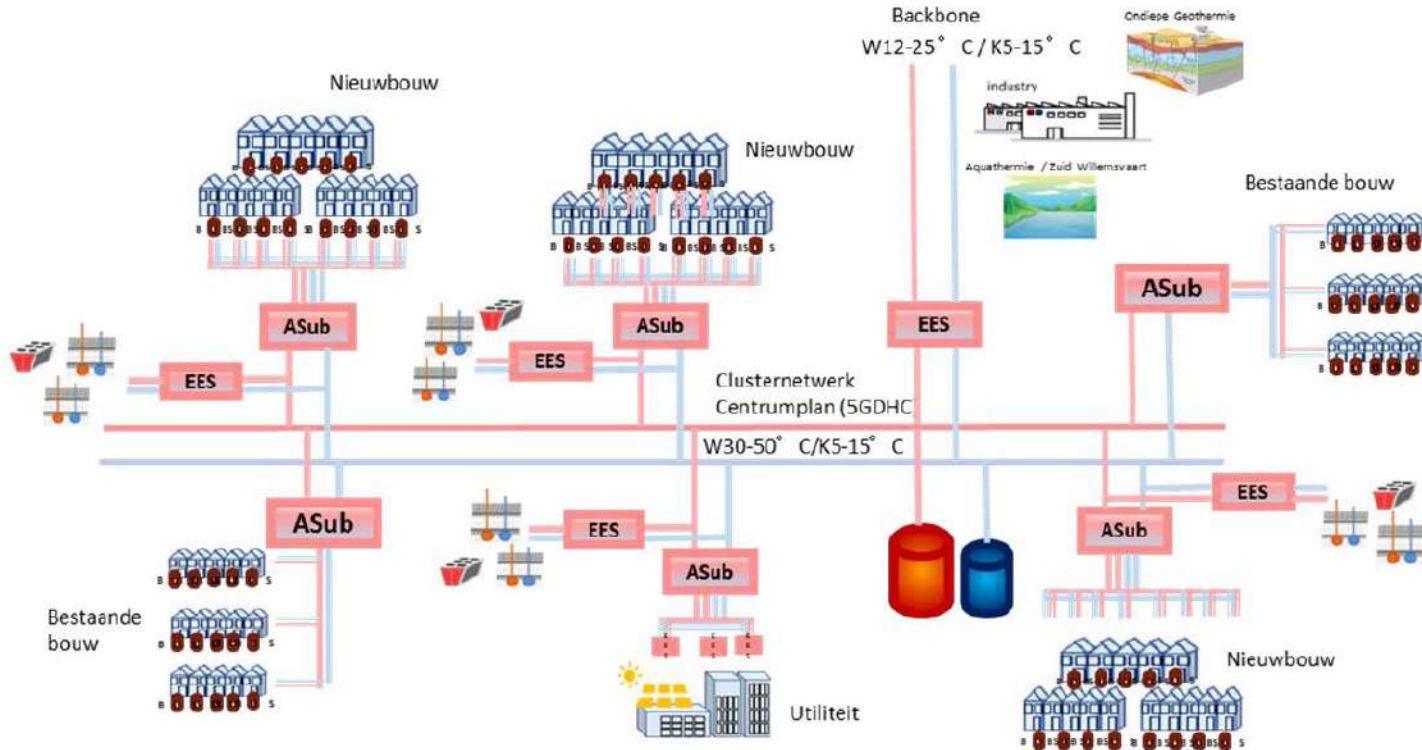 Backbone
W12-25° C / K5-15° C
Ondiepe Geothermie
industry
Aquathermie / Zuid Willemsvaart
Nieuwbouw
Nieuwbouw
Bestaande bouw
ASub
ASub
EES
ASub
EES
EES
Clusternetwerk
Centrumplan (5GDHC)
W30-50° C/K5-15° C
ASub
EES
ASub
EES
ASub
Bestaande
bouw
Utiliteit
Nieuwbouw